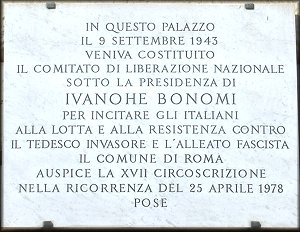 IN QUESTO PALAZZO
IL 9 SETTEMBRE 1943
VENIVA COSTITUITO
IL COMITATO DI LIBERAZIONE NAZIONALE
SOTTO LA PRESIDENZA DI
IVANOHE BONOMI
PER INCITARE GLI ITALIANI
ALLA LOTTA E ALLA RESISTENZA CONTRO
IL TEDESCO INVASORE E L'ALLEATO FASCISTA
IL COMUNE DI ROMA
AUSPICE LA XVII CIRCOSCRIZIONE
NELLA RICORRENZA DEL 25 APRILE 1978
POSE